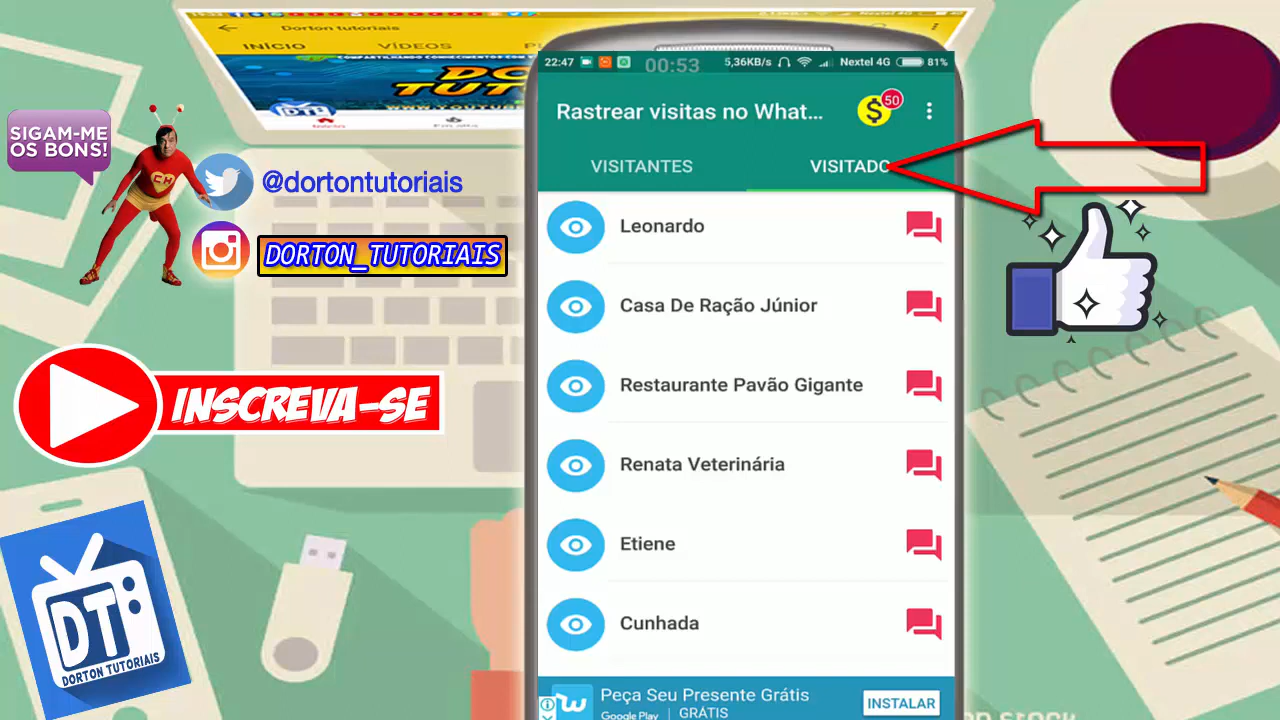 Dorton tutoriais
INÍCIO VÍDEOS
22:47 00:53 5,36KB/s Nextel 4G 81%
Rastrear visitas no What... $ 50
VISITANTES VISITADO
SIGAM-ME
OS BONS!
CH
@dortontutoriais
DORTON_TUTORIAIS
Leonardo
Casa De Ração Júnior
Restaurante Pavão Gigante
Renata Veterinária
Etiene
Cunhada
INSCREVA-SE
DT
DORTON TUTORIAIS
Peça Seu Presente Grátis
Google Play | GRÁTIS
INSTALAR